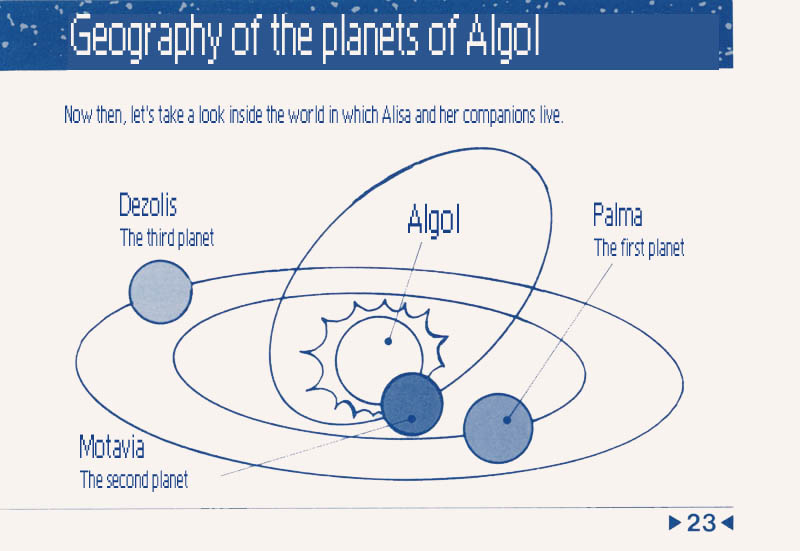 Geography of the planets of Algol
Now then, let's take a look inside the world in which Alisa and her companions live.
Dezolis
The third planet
Algol
Palma
The first planet
Motavia
The second planet
▶23◀